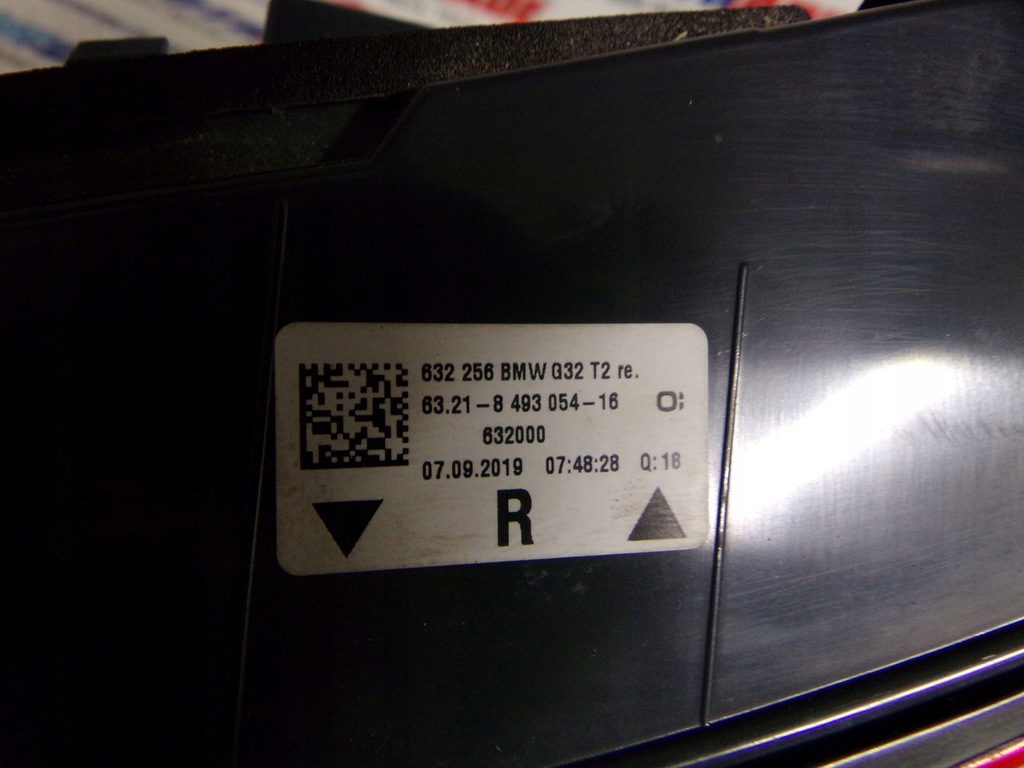 632 256 BMW G32 T2 re.
63.21-8 493 054-16
632000
07.09.2019 07:48:28 Q:18
R